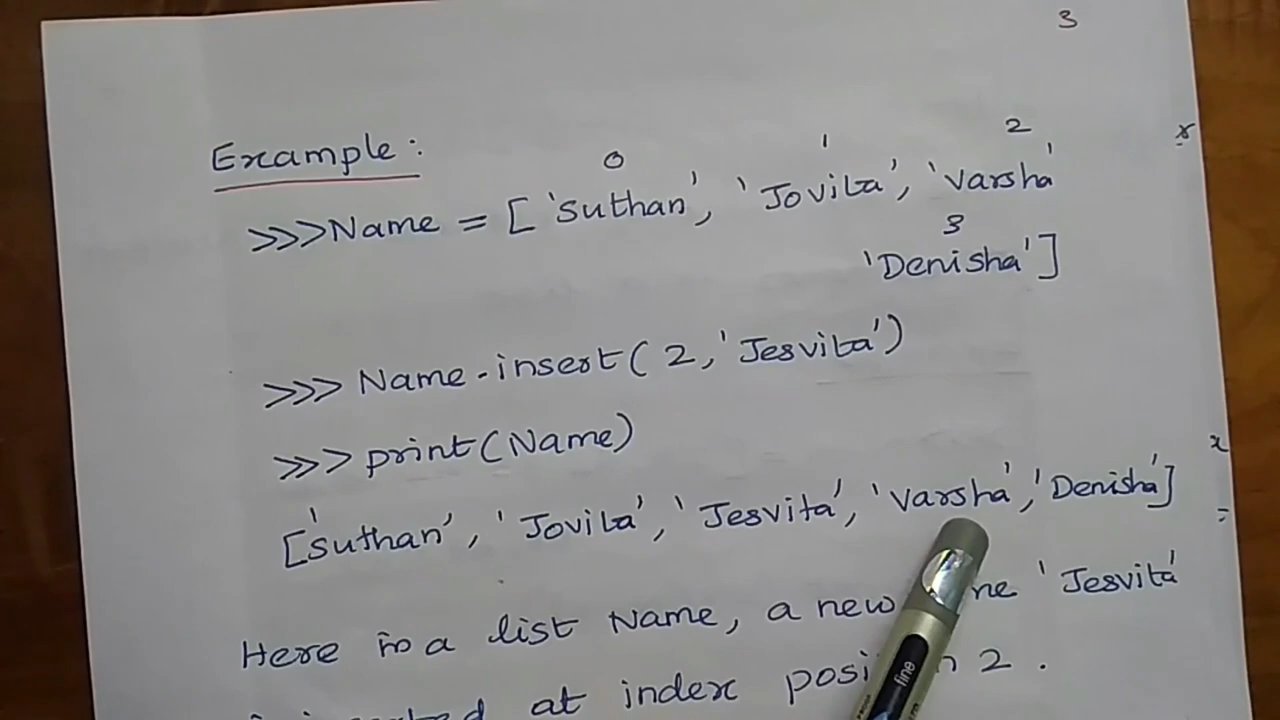 3
Example:
0 1 2
>>>Name = ['Suthan', 'Jovita', 'Varsha'
3
'Denisha']
>>> Name.insert(2,'Jesvita')
>>> print(Name)
['Suthan', 'Jovita', 'Jesvita', 'Varsha', 'Denisha']
Here in a list Name, a new 'Jesvita'
at index 2.